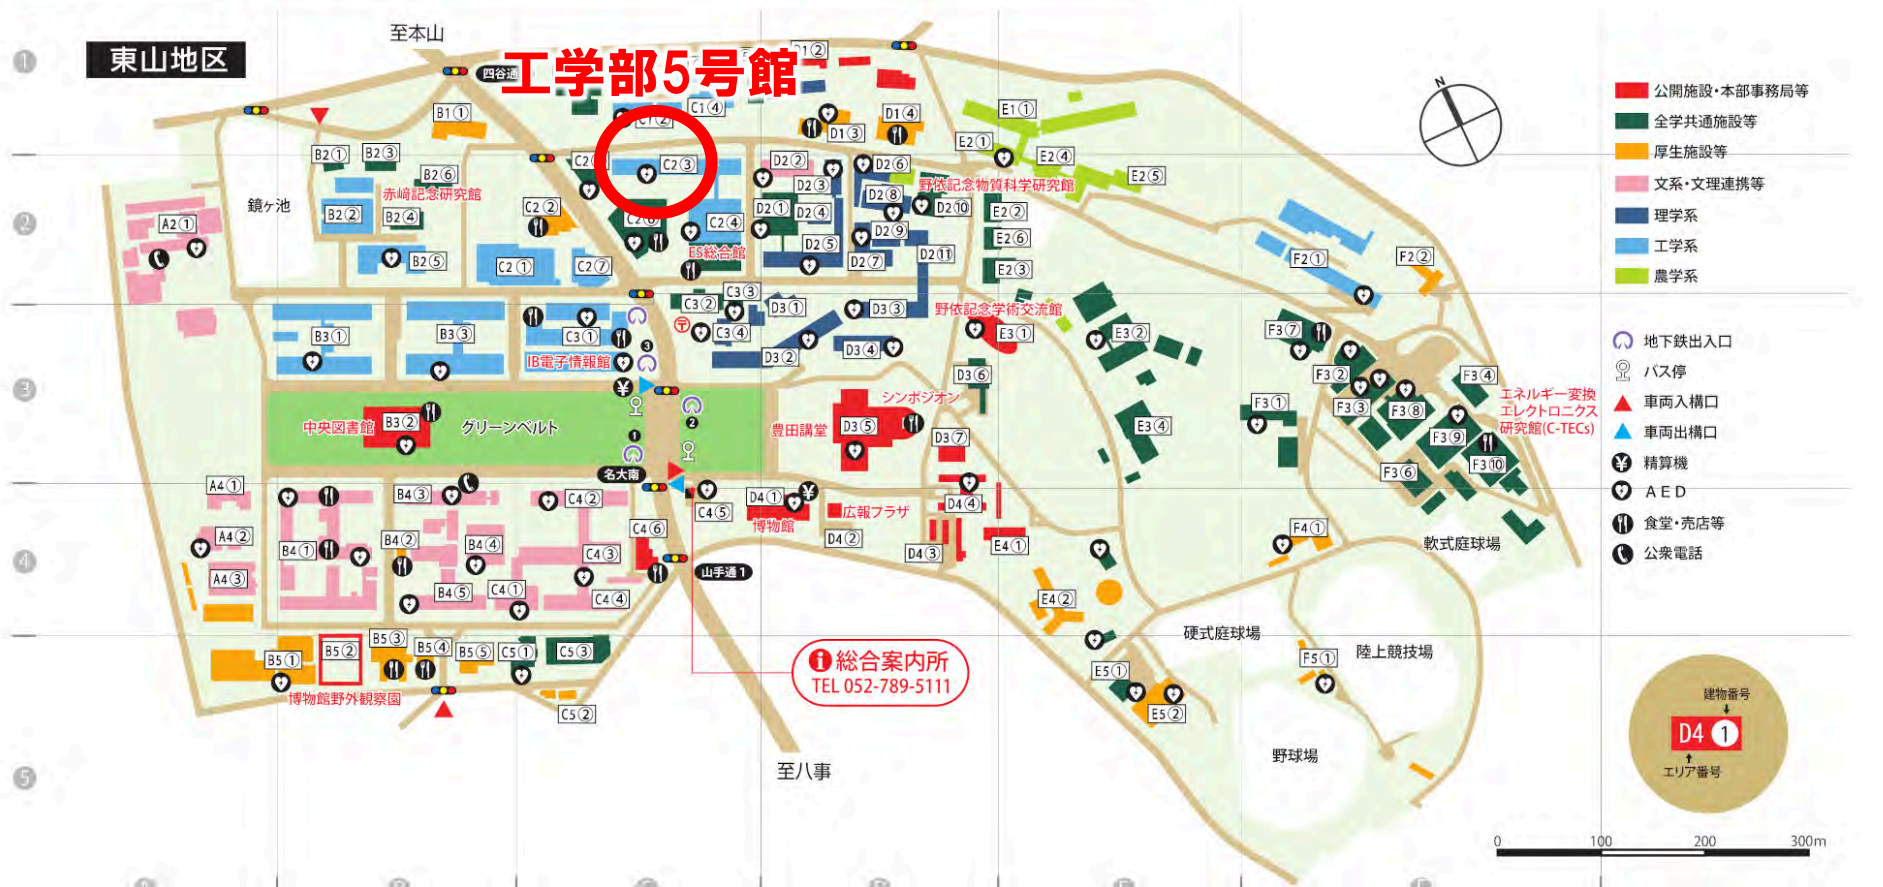 至本山
東山地区
工学部5号館
四谷通
①
D1②
C1④
C1②
D1③
D1④
B1①
E1①
N
公開施設・本部事務局等
全学共通施設等
厚生施設等
文系・文理連携等
理学系
工学系
農学系
地下鉄出入口
バス停
車両入構口
車両出構口
精算機
AED
食堂・売店等
公衆電話
②
A2①
鏡ヶ池
B2①
B2③
B2⑥
赤﨑記念研究館
B2②
B2④
B2⑤
C2②
C2①
C2⑦
C2③
C2④
ES総合館
D2②
D2③
D2⑥
D2①
D2④
D2⑧
D2⑩
D2⑤
D2⑨
D2⑦
D2⑪
E2①
E2④
E2⑤
野依記念物質科学研究館
E2②
E2⑥
E2③
F2①
F2②
③
B3①
B3③
C3①
IB電子情報館
C3②
C3③
C3④
D3①
D3②
D3③
D3④
野依記念学術交流館
E3①
E3②
D3⑥
シンポジオン
豊田講堂
D3⑤
D3⑦
E3④
F3⑦
F3②
F3④
F3①
F3③
F3⑧
F3⑨
F3⑥
F3⑩
エネルギー変換
エレクトロニクス
研究館(C-TECs)
中央図書館
B3②
グリーンベルト
3
2
1
名大南
④
A4①
A4②
A4③
B4①
B4③
B4②
B4④
B4⑤
C4②
C4③
C4①
C4④
C4⑥
C4⑤
D4①
博物館
広報プラザ
D4②
D4④
D4③
E4①
山手通1
E4②
F4①
軟式庭球場
硬式庭球場
陸上競技場
B5①
B5②
B5③
B5④
B5⑤
C5①
C5③
博物館野外観察園
C5②
総合案内所
TEL 052-789-5111
至八事
E5①
E5②
F5①
野球場
⑤
建物番号
D4 1
エリア番号
0 100 200 300m